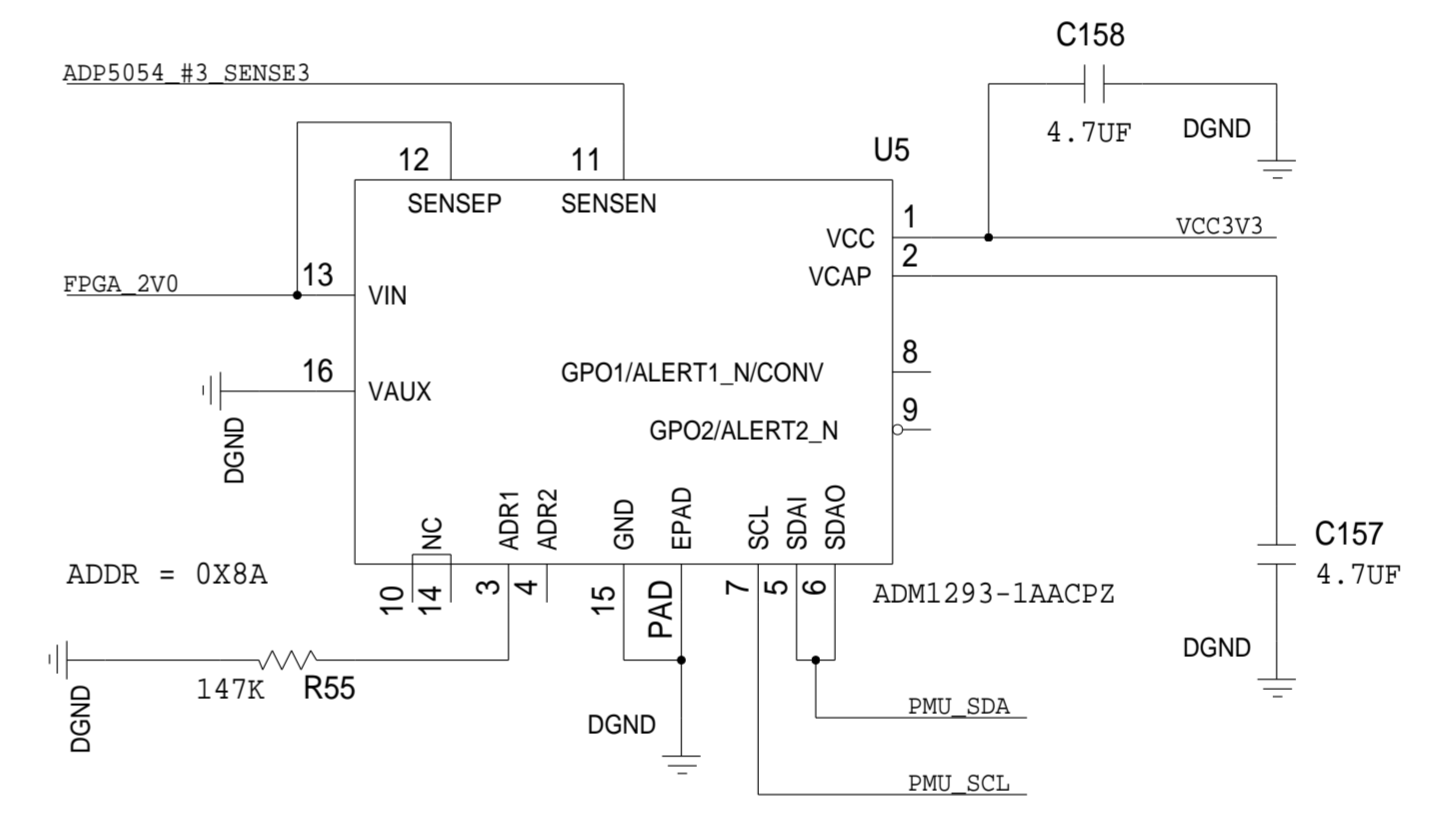 C158
ADP5054_#3_SENSE3
4.7UF
DGND
12
11
U5
SENSEP
SENSEN
1
VCC
VCC3V3
2
VCAP
FPGA_2V0
13
VIN
8
GPO1/ALERT1_N/CONV
16
VAUX
9
GPO2/ALERT2_N
DGND
NC
ADR1
ADR2
GND
EPAD
SCL
SDAI
SDAO
C157
4.7UF
ADDR = 0X8A
10
14
3
4
15
PAD
7
5
6
ADM1293-1AACPZ
DGND
147K
R55
DGND
DGND
PMU_SDA
PMU_SCL